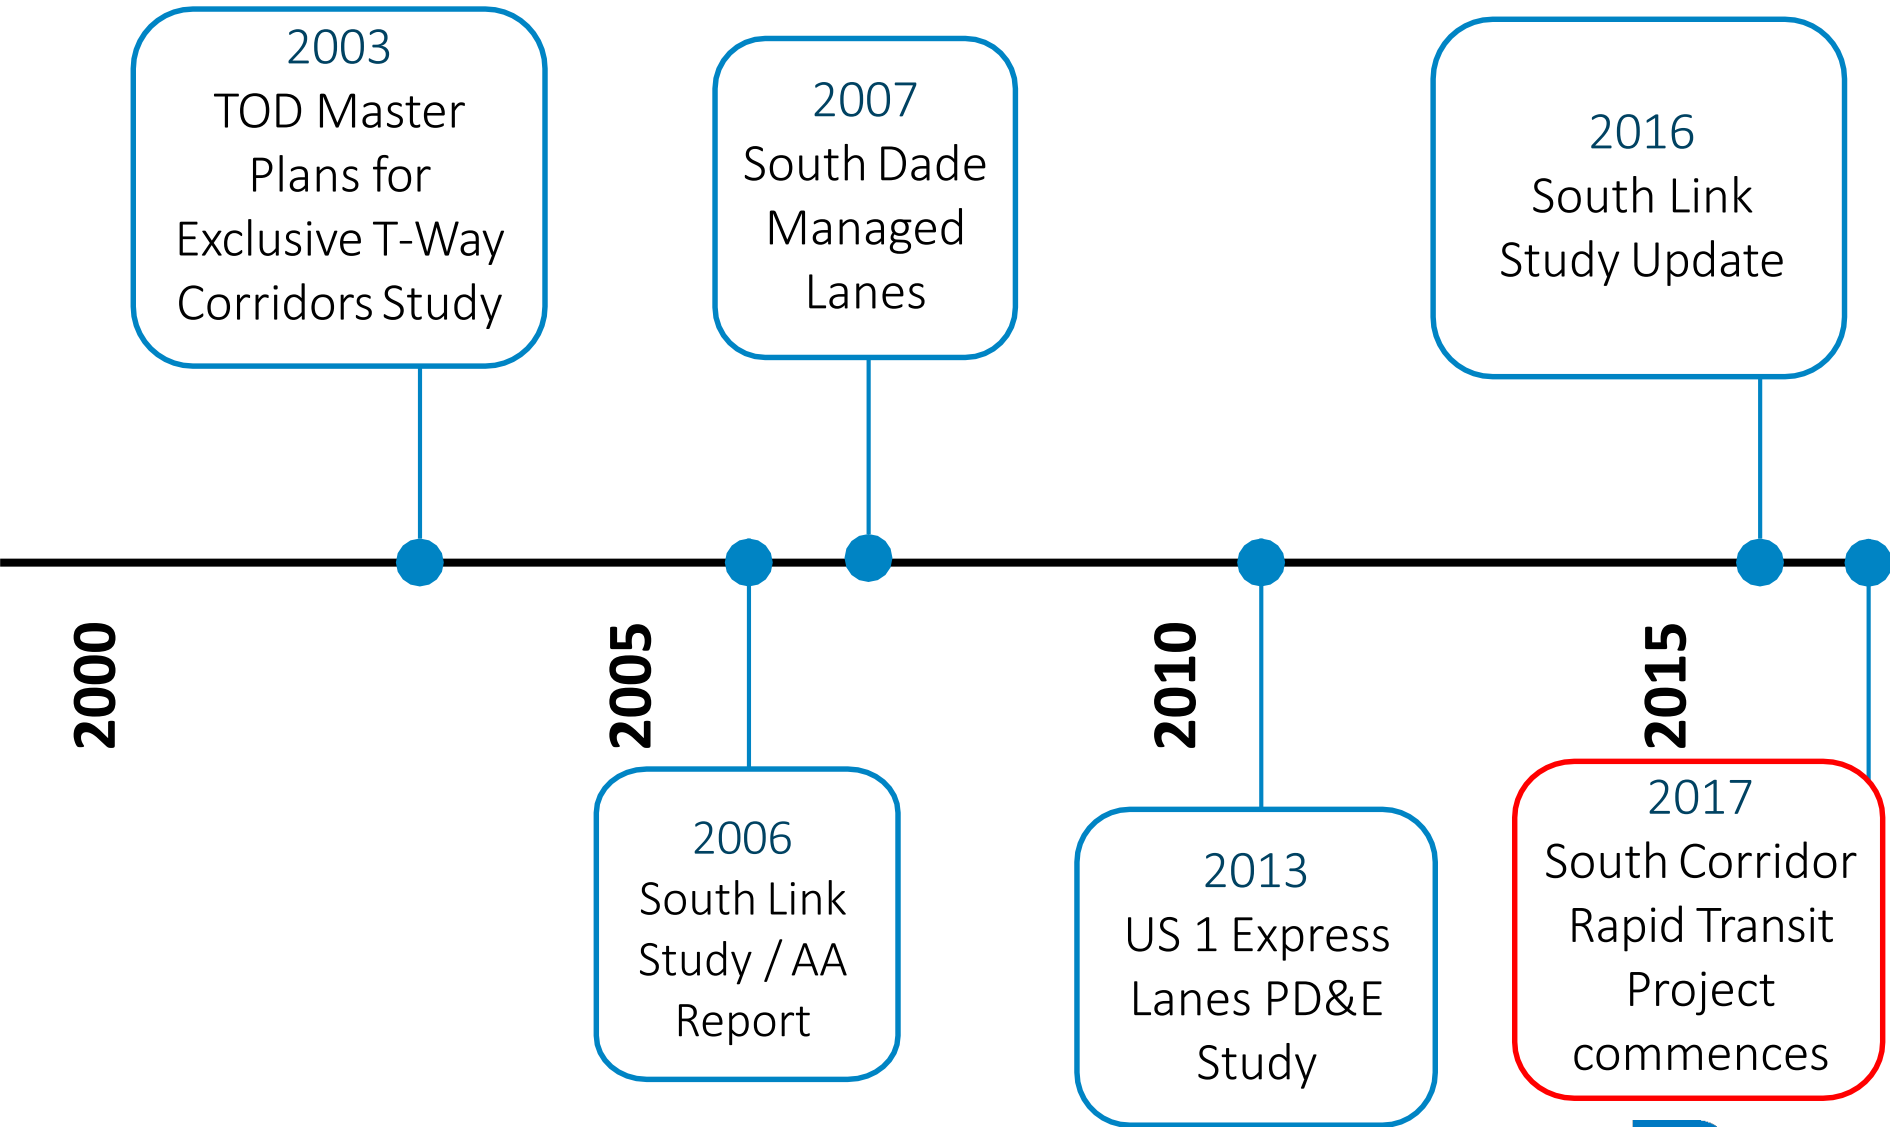 2003
TOD Master
Plans for
Exclusive T-Way
Corridors Study
2007
South Dade
Managed
Lanes
2016
South Link
Study Update
2000
2005
2010
2015
2006
South Link
Study / AA
Report
2013
US 1 Express
Lanes PD&E
Study
2017
South Corridor
Rapid Transit
Project
commences